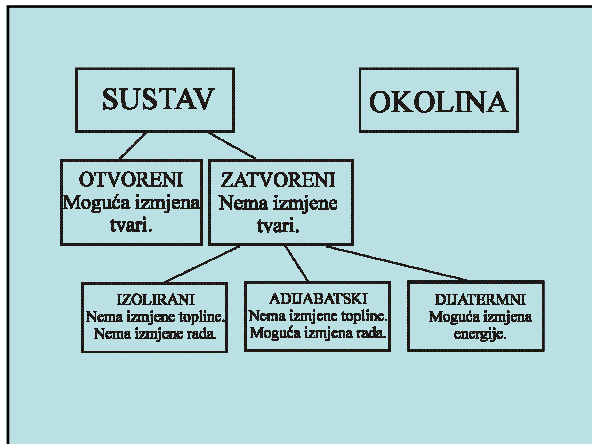 SUSTAV
OKOLINA
OTVORENI
Moguća izmjena
tvari.
ZATVORENI
Nema izmjene
tvari.
IZOLIRANI
Nema izmjene topline.
Nema izmjene rada.
ADIJABATSKI
Nema izmjene topline.
Moguća izmjena rada.
DIJATERMNI
Moguća izmjena
energije.